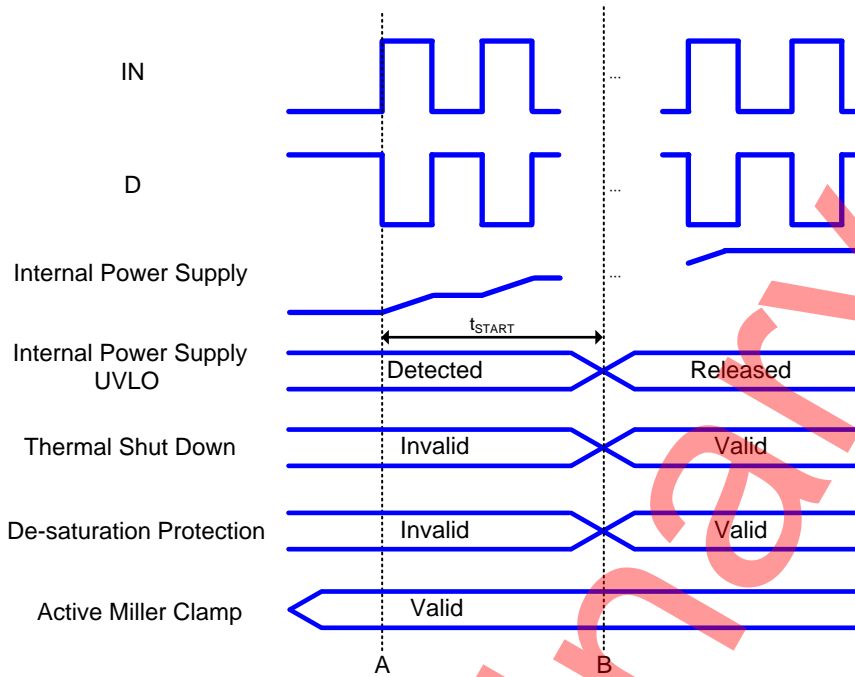 IN
...
...
D
...
Internal Power Supply
...
tSTART
Internal Power Supply
UVLO
Detected
Released
Thermal Shut Down
Invalid
Valid
De-saturation Protection
Invalid
Valid
Active Miller Clamp
Valid
A
B